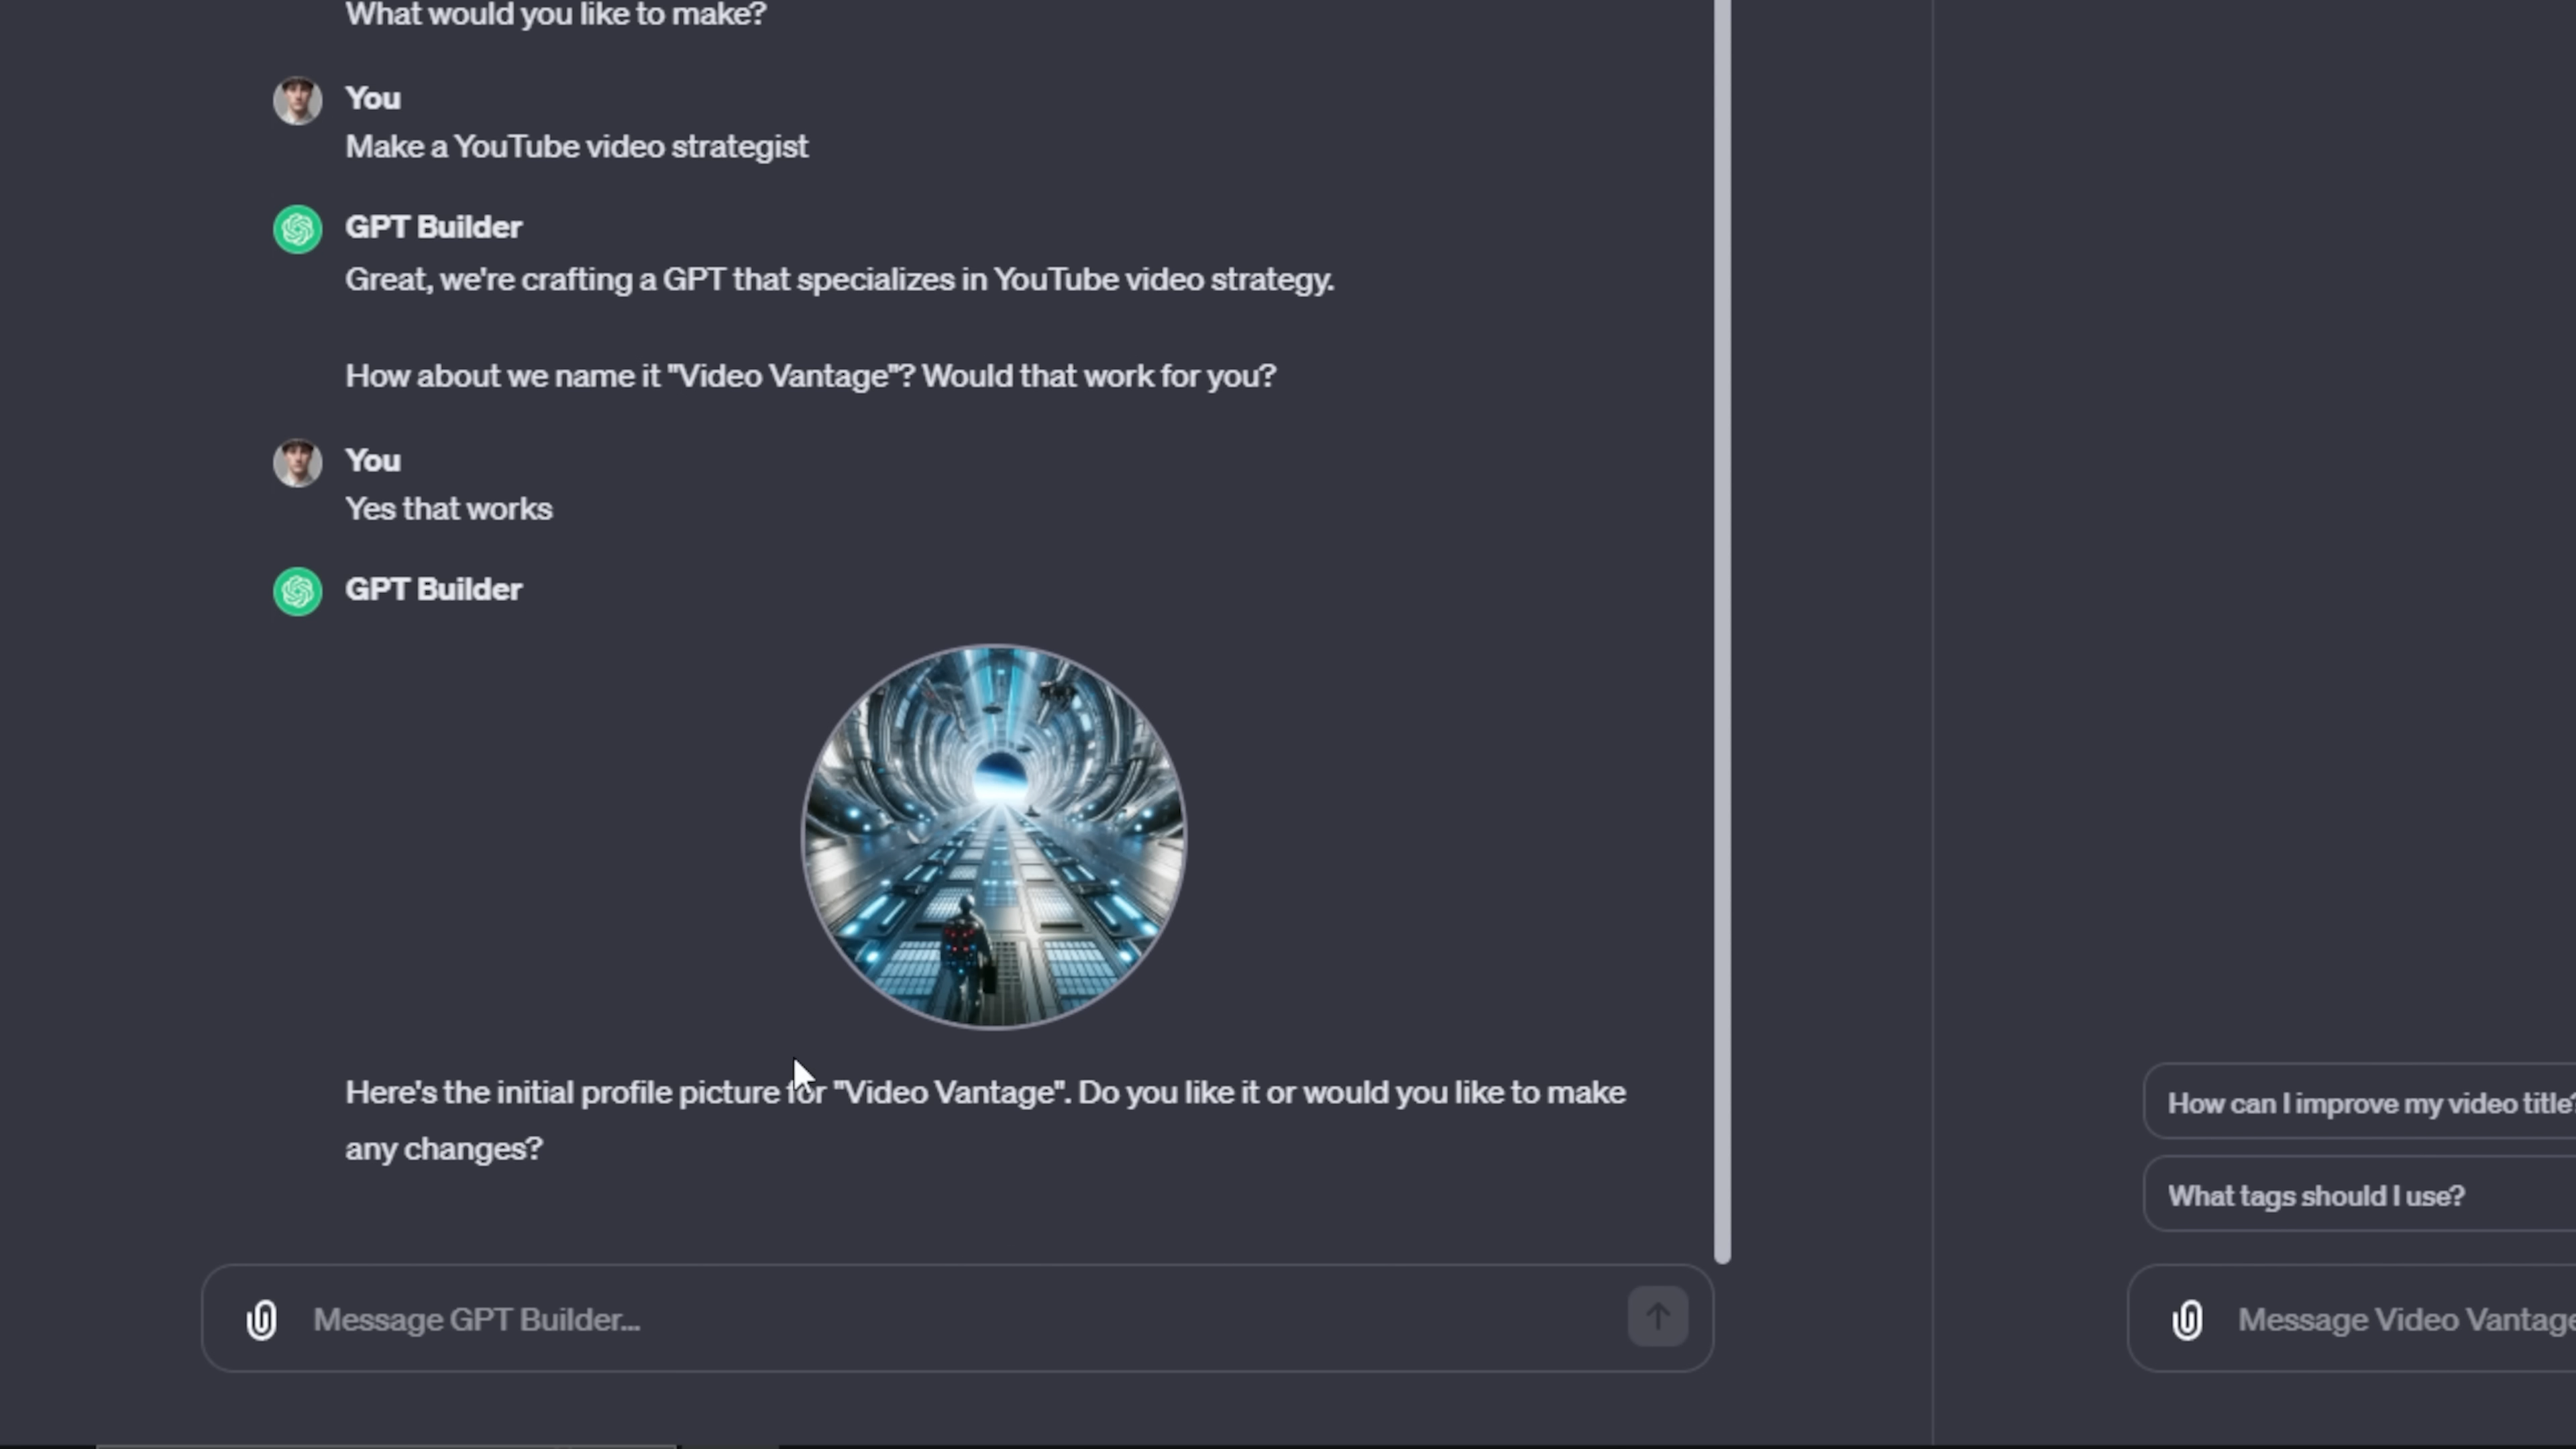 What would you like to make?
You
Make a YouTube video strategist
GPT Builder
Great, we're crafting a GPT that specializes in YouTube video strategy.
How about we name it "Video Vantage"? Would that work for you?
You
Yes that works
GPT Builder
Here's the initial profile picture for "Video Vantage". Do you like it or would you like to make
any changes?
Message GPT Builder...
How can I improve my video title?
What tags should I use?
Message Video Vantage